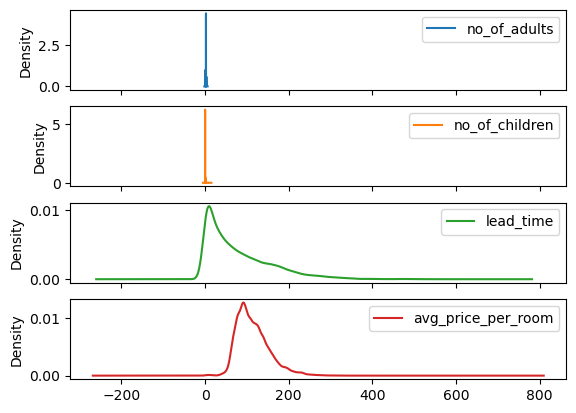 Density
2.5
0.0
no_of_adults
Density
5
0
no_of_children
Density
0.01
0.00
lead_time
Density
0.01
0.00
avg_price_per_room
−200 0 200 400 600 800